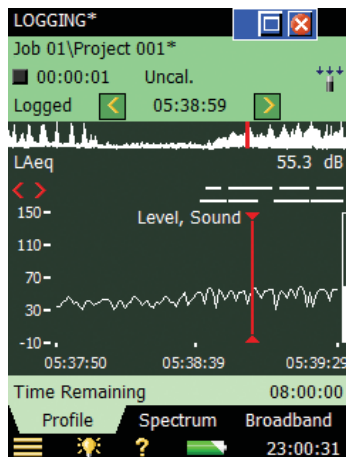 LOGGING*
Job 01\Project 001*
00:00:01 Uncal.
Logged < 05:38:59 >
LAeq 55.3 dB
< >
150
Level, Sound
110
70
30
-10
05:37:50 05:38:39 05:39:29
Time Remaining 08:00:00
Profile Spectrum Broadband
? 23:00:31